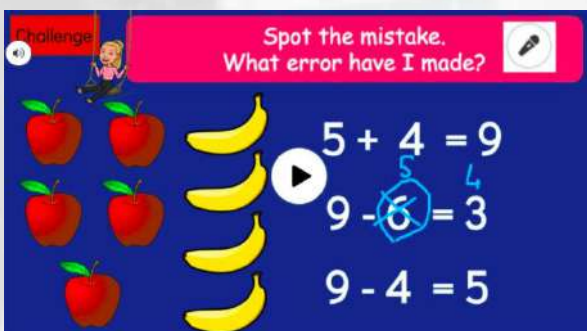 Challenge
Spot the mistake.
What error have I made?
5 + 4 = 9
5 4
9 - 6 = 3
9 - 4 = 5